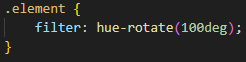 .element {
    filter: hue-rotate(100deg);
}